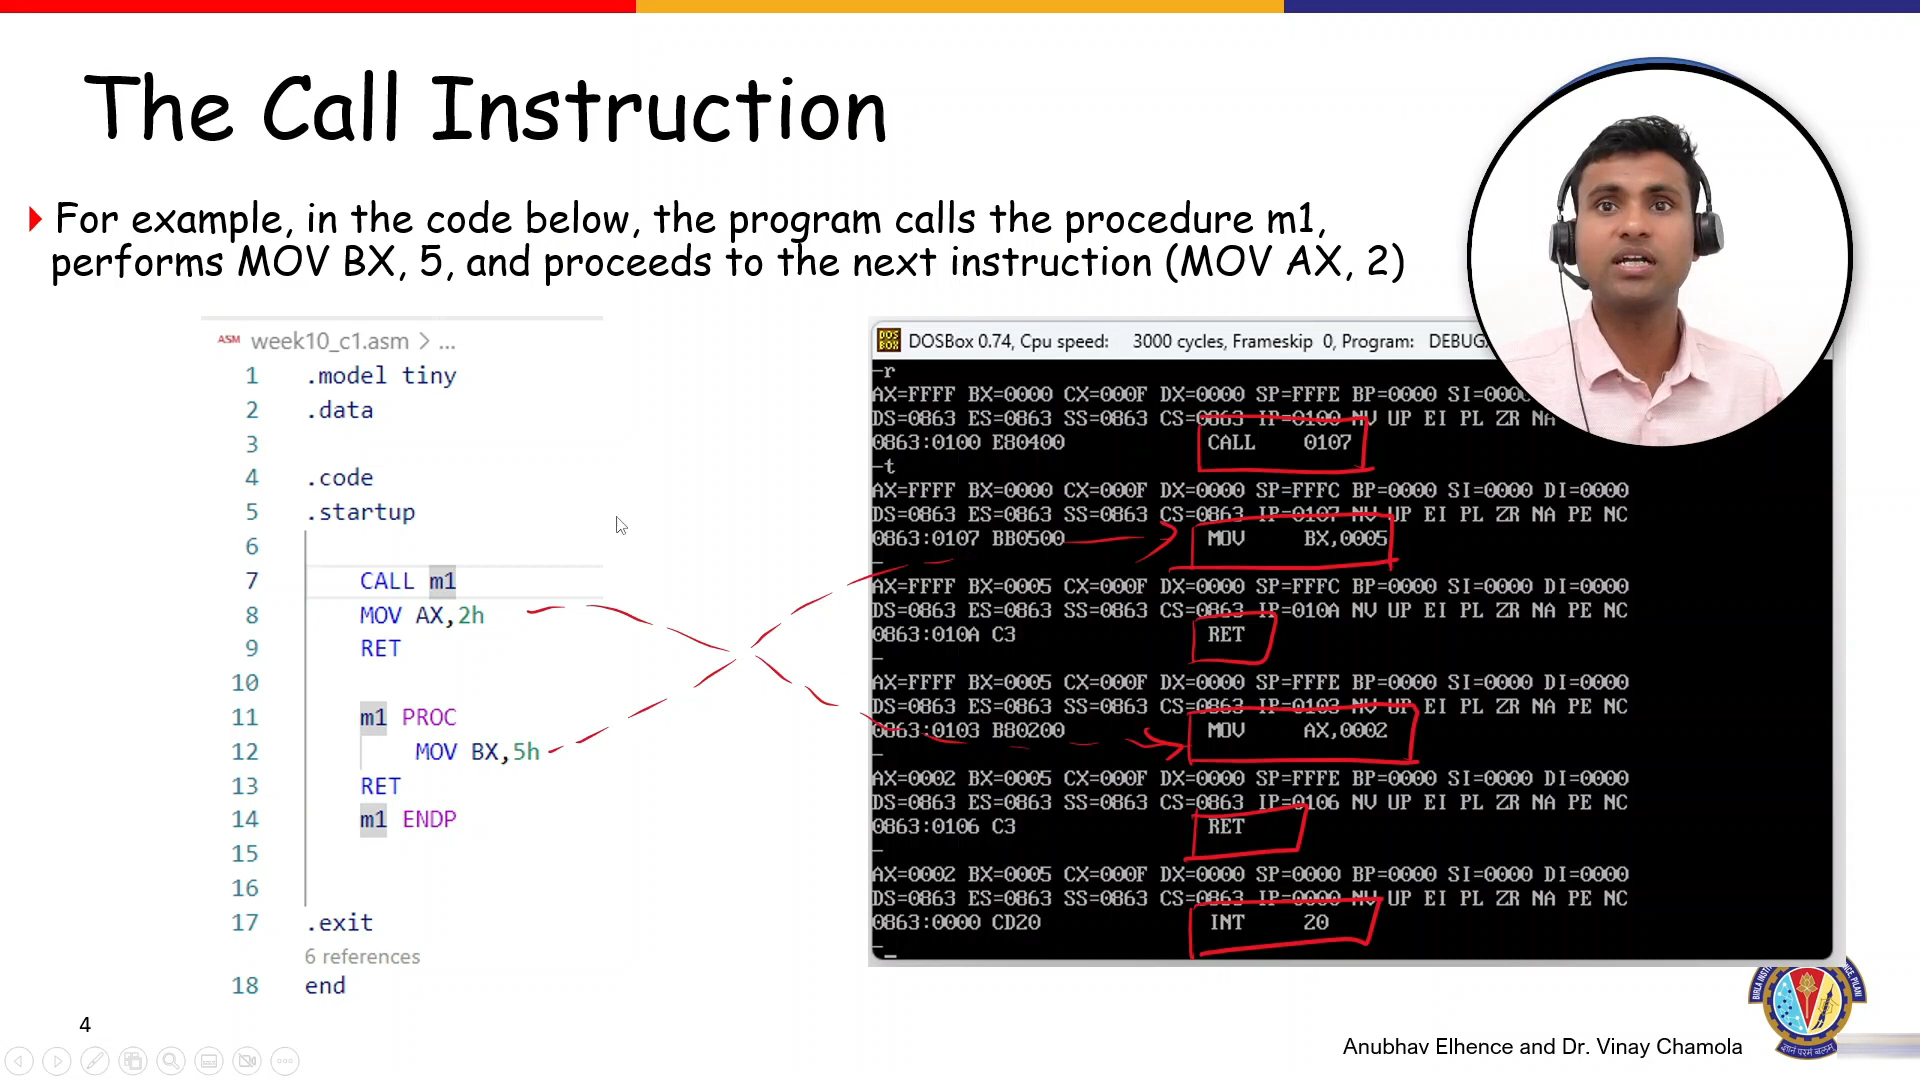 The Call Instruction
For example, in the code below, the program calls the procedure m1,
performs MOV BX, 5, and proceeds to the next instruction (MOV AX, 2)
ASM week10_c1.asm > ...
1 .model tiny
2 .data
3
4 .code
5 .startup
6
7 CALL m1
8 MOV AX,2h
9 RET
10
11 m1 PROC
12 MOV BX,5h
13 RET
14 m1 ENDP
15
16
17 .exit
6 references
18 end
DOSBox 0.74, Cpu speed: 3000 cycles, Frameskip 0, Program: DEBUG
-r
AX=FFFF BX=0000 CX=000F DX=0000 SP=FFFE BP=0000
DS=0863 ES=0863 SS=0863 CS=0863 IP=0100 NV UP EI PL ZR NA
0863:0100 E80400 CALL 0107
-t
AX=FFFF BX=0000 CX=000F DX=0000 SP=FFFC BP=0000 SI=0000 DI=0000
DS=0863 ES=0863 SS=0863 CS=0863 IP=0107 NV UP EI PL ZR NA PE NC
0863:0107 BB0500 MOV BX,0005
-
AX=FFFF BX=0005 CX=000F DX=0000 SP=FFFC BP=0000 SI=0000 DI=0000
DS=0863 ES=0863 SS=0863 CS=0863 IP=010A NV UP EI PL ZR NA PE NC
0863:010A C3 RET
-
AX=FFFF BX=0005 CX=000F DX=0000 SP=FFFE BP=0000 SI=0000 DI=0000
DS=0863 ES=0863 SS=0863 CS=0863 IP=0103 NV UP EI PL ZR NA PE NC
0863:0103 B80200 MOV AX,0002
-
AX=0002 BX=0005 CX=000F DX=0000 SP=FFFE BP=0000 SI=0000 DI=0000
DS=0863 ES=0863 SS=0863 CS=0863 IP=0106 NV UP EI PL ZR NA PE NC
0863:0106 C3 RET
-
AX=0002 BX=0005 CX=000F DX=0000 SP=0000 BP=0000 SI=0000 DI=0000
DS=0863 ES=0863 SS=0863 CS=0863 IP=0000 NV UP EI PL ZR NA PE NC
0863:0000 CD20 INT 20
-
4
Anubhav Elhence and Dr. Vinay Chamola